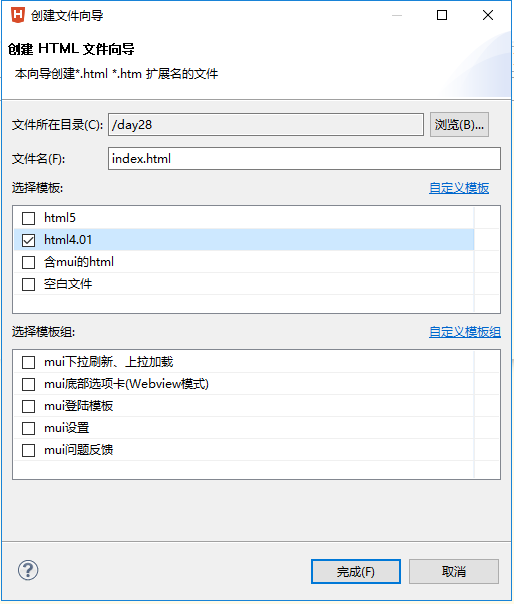 创建文件向导
创建 HTML 文件向导
本向导创建*.html *.htm 扩展名的文件
文件所在目录(C): /day28 浏览(B)...
文件名(F): index.html
选择模板: 自定义模板
html5
html4.01
含mui的html
空白文件
选择模板组: 自定义模板组
mui下拉刷新、上拉加载
mui底部选项卡(Webview模式)
mui登陆模板
mui设置
mui问题反馈
? 完成(F) 取消